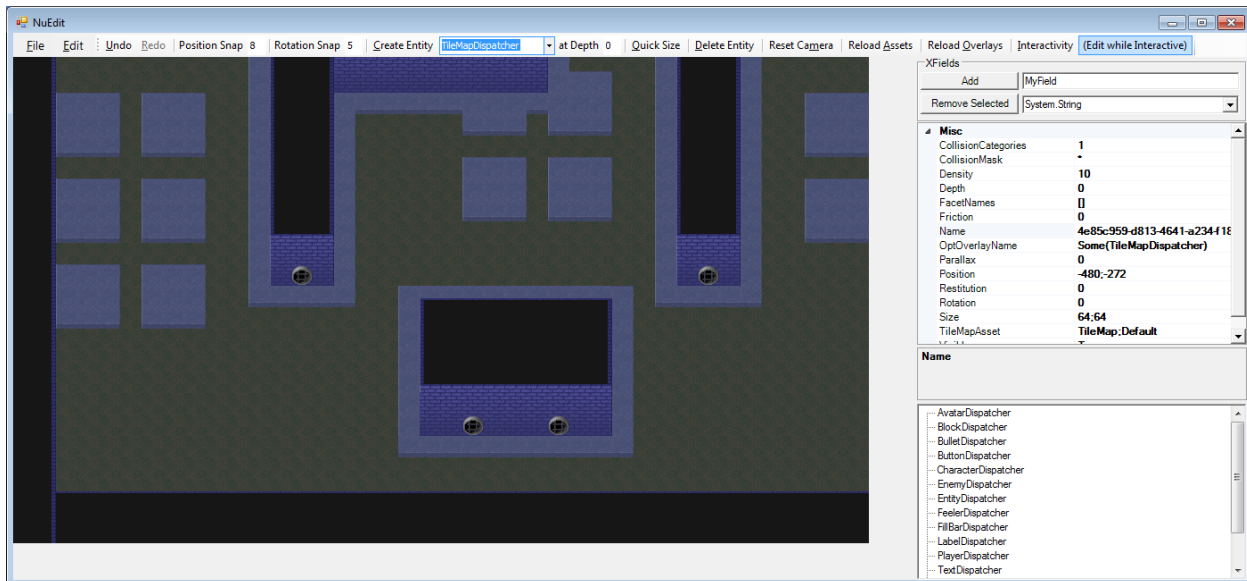 NuEdit
File Edit Undo Redo Position Snap 8 Rotation Snap 5 Create Entity TileMapDispatcher at Depth 0 Quick Size Delete Entity Reset Camera Reload Assets Reload Overlays Interactivity (Edit while Interactive)
XFields
Add MyField
Remove Selected System.String
Misc
CollisionCategories 1
CollisionMask *
Density 10
Depth 0
FacetNames []
Friction 0
Name 4e85c959-d813-4641-a234-f18
OptOverlayName Some(TileMapDispatcher)
Parallax 0
Position -480;-272
Restitution 0
Rotation 0
Size 64;64
TileMapAsset TileMap;Default
Name
AvatarDispatcher
BlockDispatcher
BulletDispatcher
ButtonDispatcher
CharacterDispatcher
EnemyDispatcher
EntityDispatcher
FeelerDispatcher
FillBarDispatcher
LabelDispatcher
PlayerDispatcher
TextDispatcher